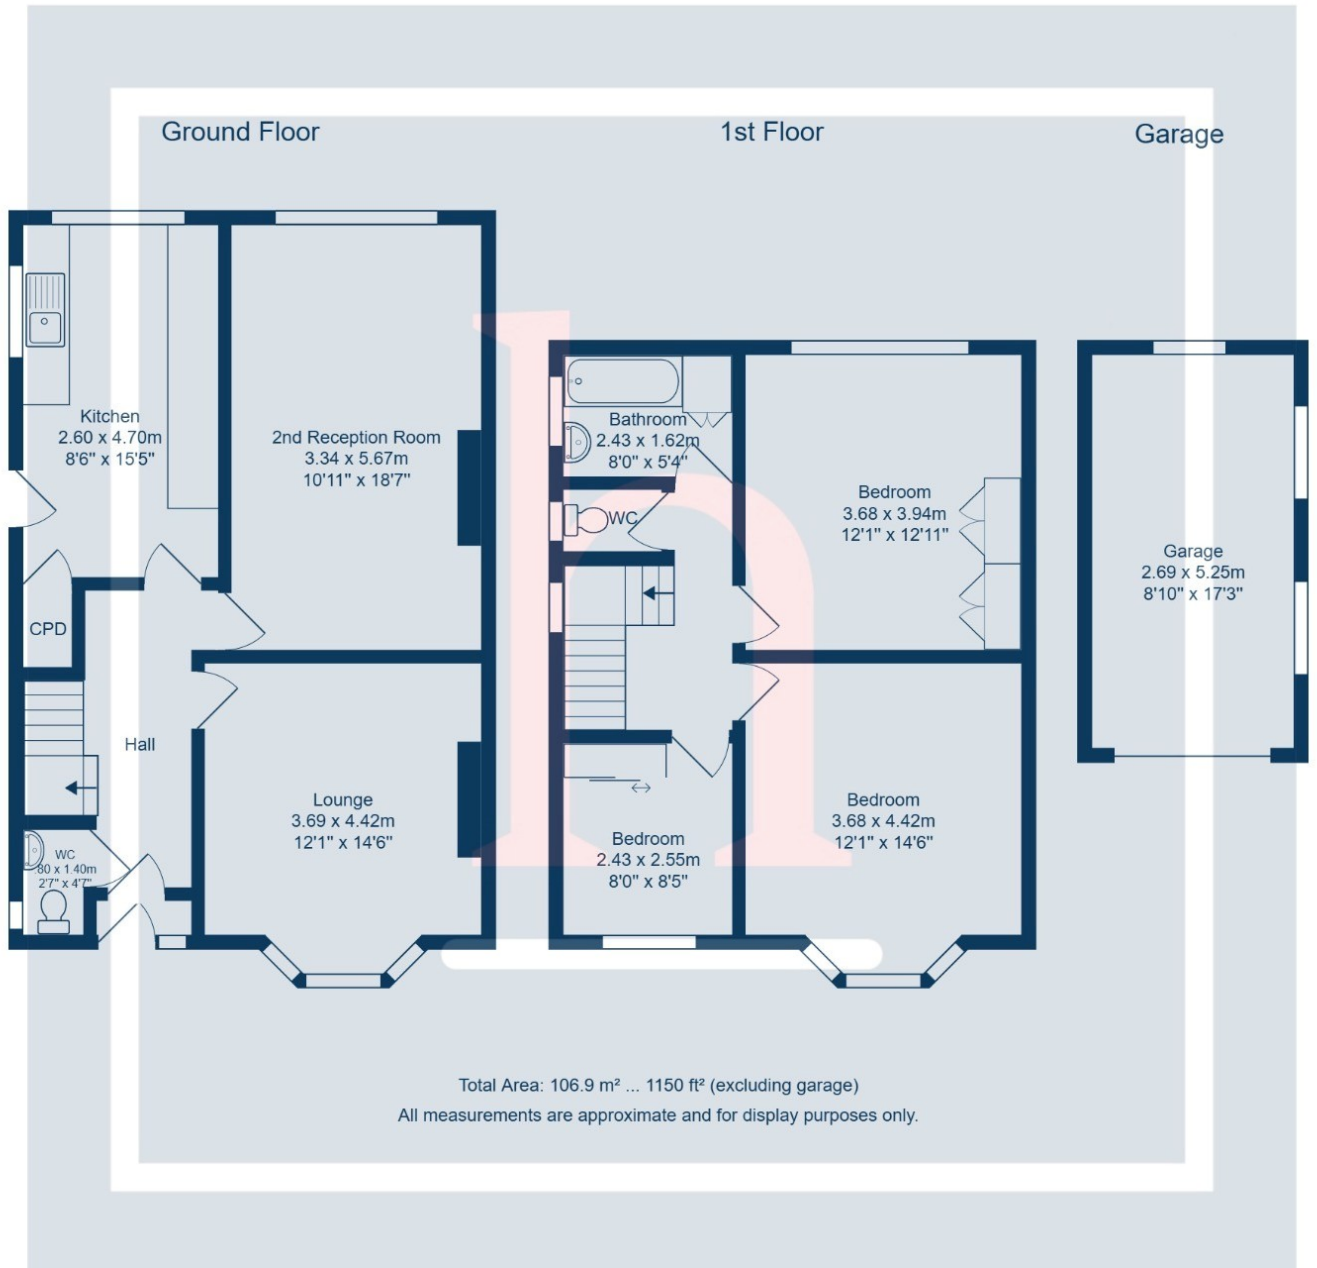 Ground Floor
1st Floor
Garage
Kitchen
2.60 x 4.70m
8'6" x 15'5"
2nd Reception Room
3.34 x 5.67m
10'11" x 18'7"
CPD
Hall
Lounge
3.69 x 4.42m
12'1" x 14'6"
WC
.80 x 1.40m
2'7" x 4'7"
Bathroom
2.43 x 1.62m
8'0" x 5'4"
WC
Bedroom
3.68 x 3.94m
12'1" x 12'11"
Bedroom
2.43 x 2.55m
8'0" x 8'5"
Bedroom
3.68 x 4.42m
12'1" x 14'6"
Garage
2.69 x 5.25m
8'10" x 17'3"
h
Total Area: 106.9 m² ... 1150 ft² (excluding garage)
All measurements are approximate and for display purposes only.